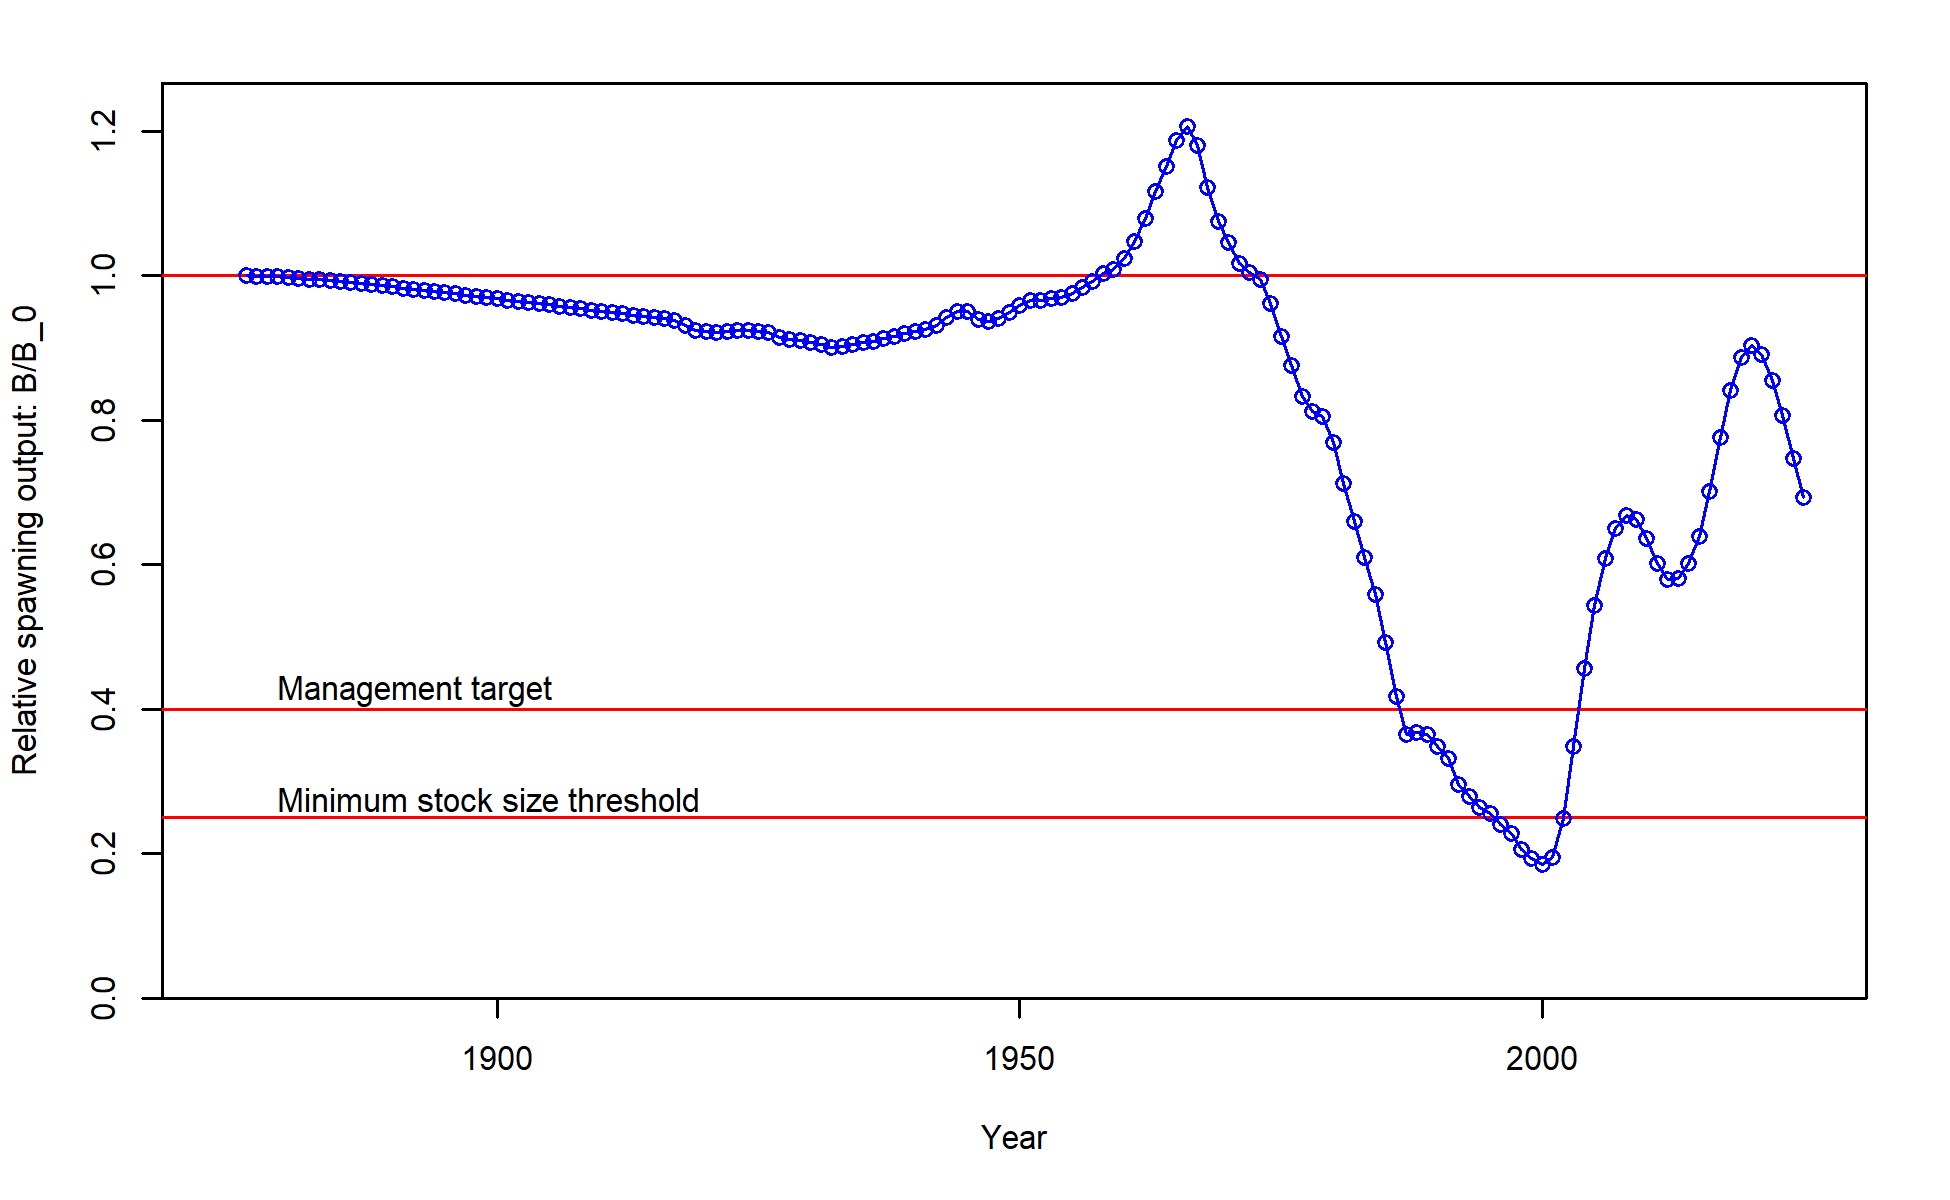 Relative spawning output: B/B_0
1.2
1.0
0.8
0.6
0.4
0.2
0.0
Management target
Minimum stock size threshold
1900 1950 2000
Year